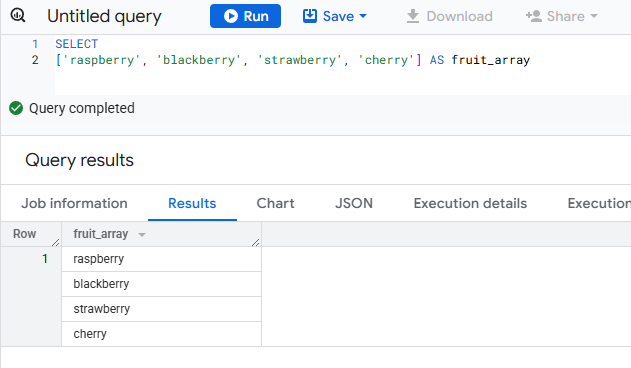 Untitled query Run Save Download Share
1 SELECT
2 ['raspberry', 'blackberry', 'strawberry', 'cherry'] AS fruit_array
Query completed
Query results
Job information Results Chart JSON Execution details Execution
Row fruit_array
1 raspberry
blackberry
strawberry
cherry